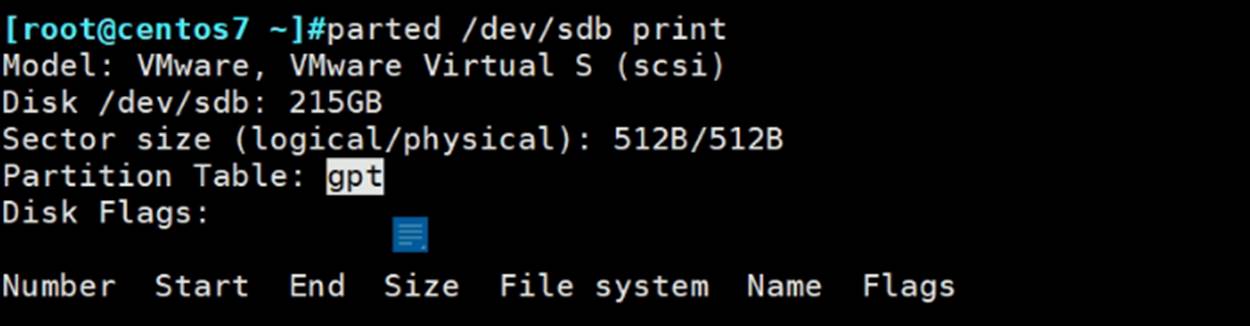 [root@centos7 ~]#parted /dev/sdb print
Model: VMware, VMware Virtual S (scsi)
Disk /dev/sdb: 215GB
Sector size (logical/physical): 512B/512B
Partition Table: gpt
Disk Flags:
Number  Start  End  Size  File system  Name  Flags